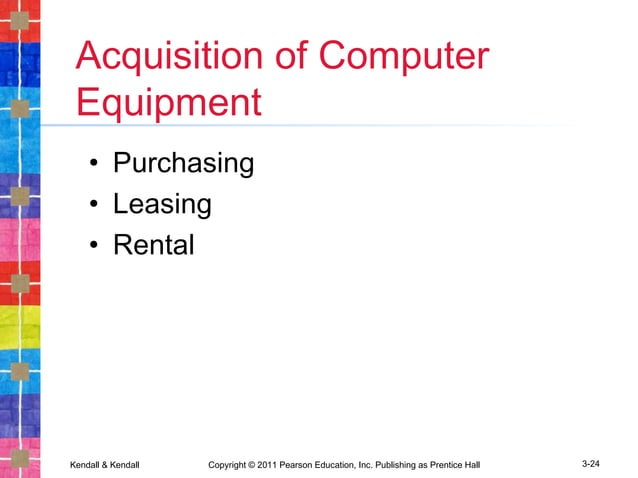 Acquisition of Computer
Equipment
• Purchasing
• Leasing
• Rental
Kendall & Kendall
Copyright © 2011 Pearson Education, Inc. Publishing as Prentice Hall
3-24